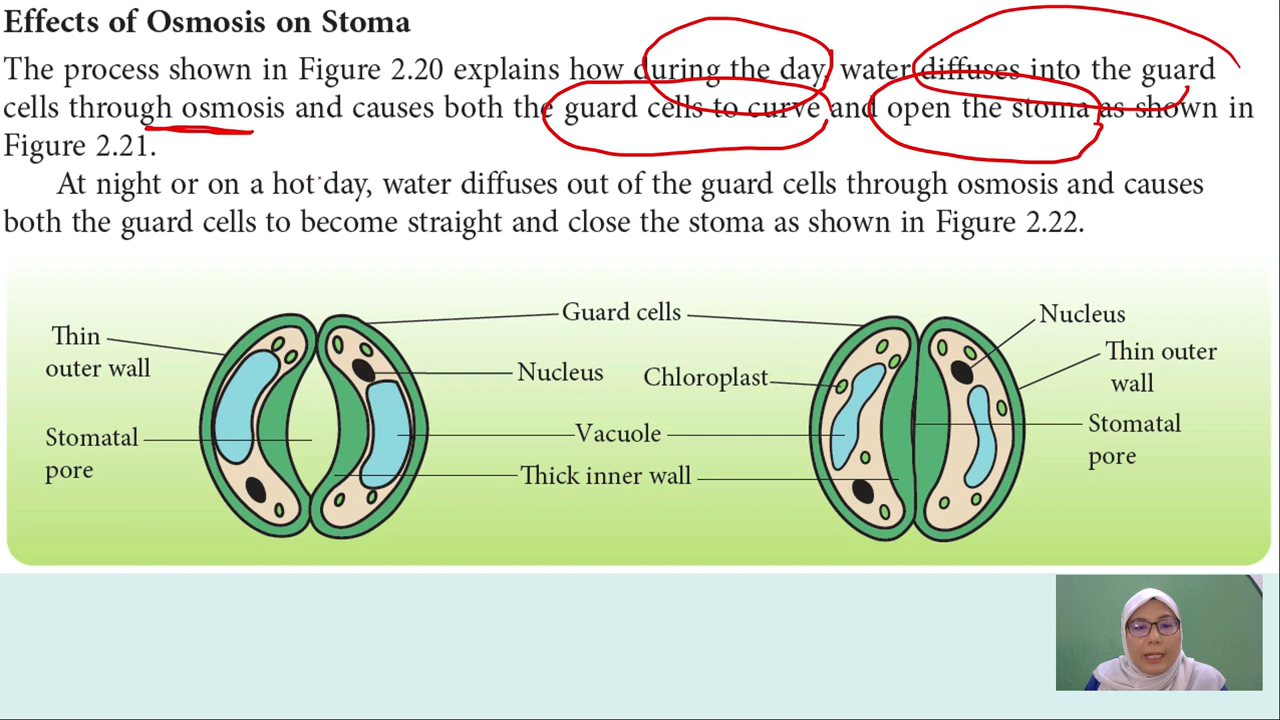 Effects of Osmosis on Stoma
The process shown in Figure 2.20 explains how during the day, water diffuses into the guard
cells through osmosis and causes both the guard cells to curve and open the stoma as shown in
Figure 2.21.
At night or on a hot day, water diffuses out of the guard cells through osmosis and causes
both the guard cells to become straight and close the stoma as shown in Figure 2.22.
Thin
outer wall
Stomatal
pore
Guard cells
Nucleus
Chloroplast
Vacuole
Thick inner wall
Nucleus
Thin outer
wall
Stomatal
pore